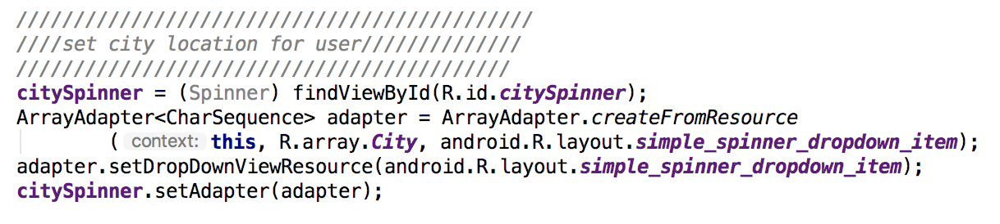 /////////////////////////////////////////////
////set city location for user//////////////
///////////////////////////////////////////
citySpinner = (Spinner) findViewById(R.id.citySpinner);
ArrayAdapter<CharSequence> adapter = ArrayAdapter.createFromResource
( context: this, R.array.City, android.R.layout.simple_spinner_dropdown_item);
adapter.setDropDownViewResource(android.R.layout.simple_spinner_dropdown_item);
citySpinner.setAdapter(adapter);